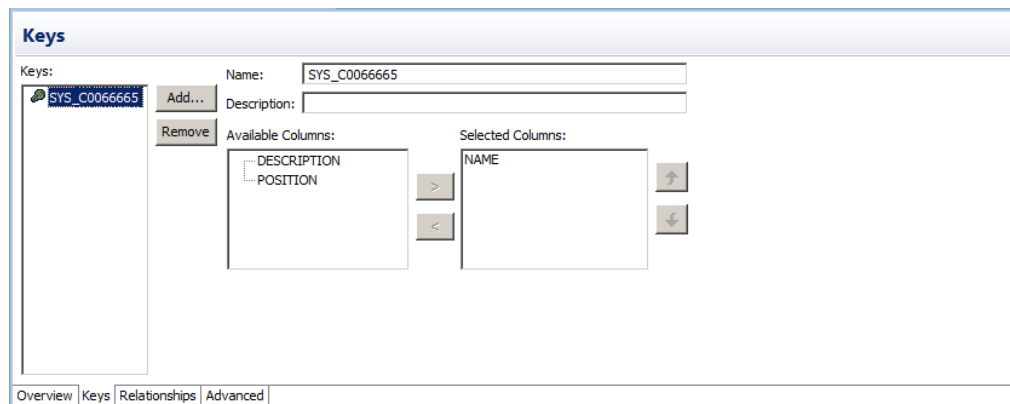 Keys
Keys:
SYS_C0066665
Add...
Remove
Name: SYS_C0066665
Description:
Available Columns:
DESCRIPTION
POSITION
>
<
Selected Columns:
NAME
Overview Keys Relationships Advanced